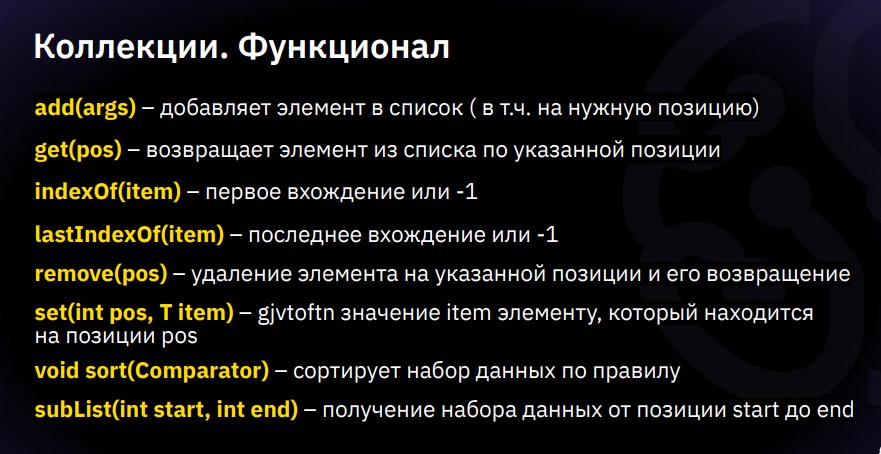 Коллекции. Функционал
add(args) – добавляет элемент в список ( в т.ч. на нужную позицию)
get(pos) – возвращает элемент из списка по указанной позиции
indexOf(item) – первое вхождение или -1
lastIndexOf(item) – последнее вхождение или -1
remove(pos) – удаление элемента на указанной позиции и его возвращение
set(int pos, T item) – gjvtoftn значение item элементу, который находится
на позиции pos
void sort(Comparator) – сортирует набор данных по правилу
subList(int start, int end) – получение набора данных от позиции start до end